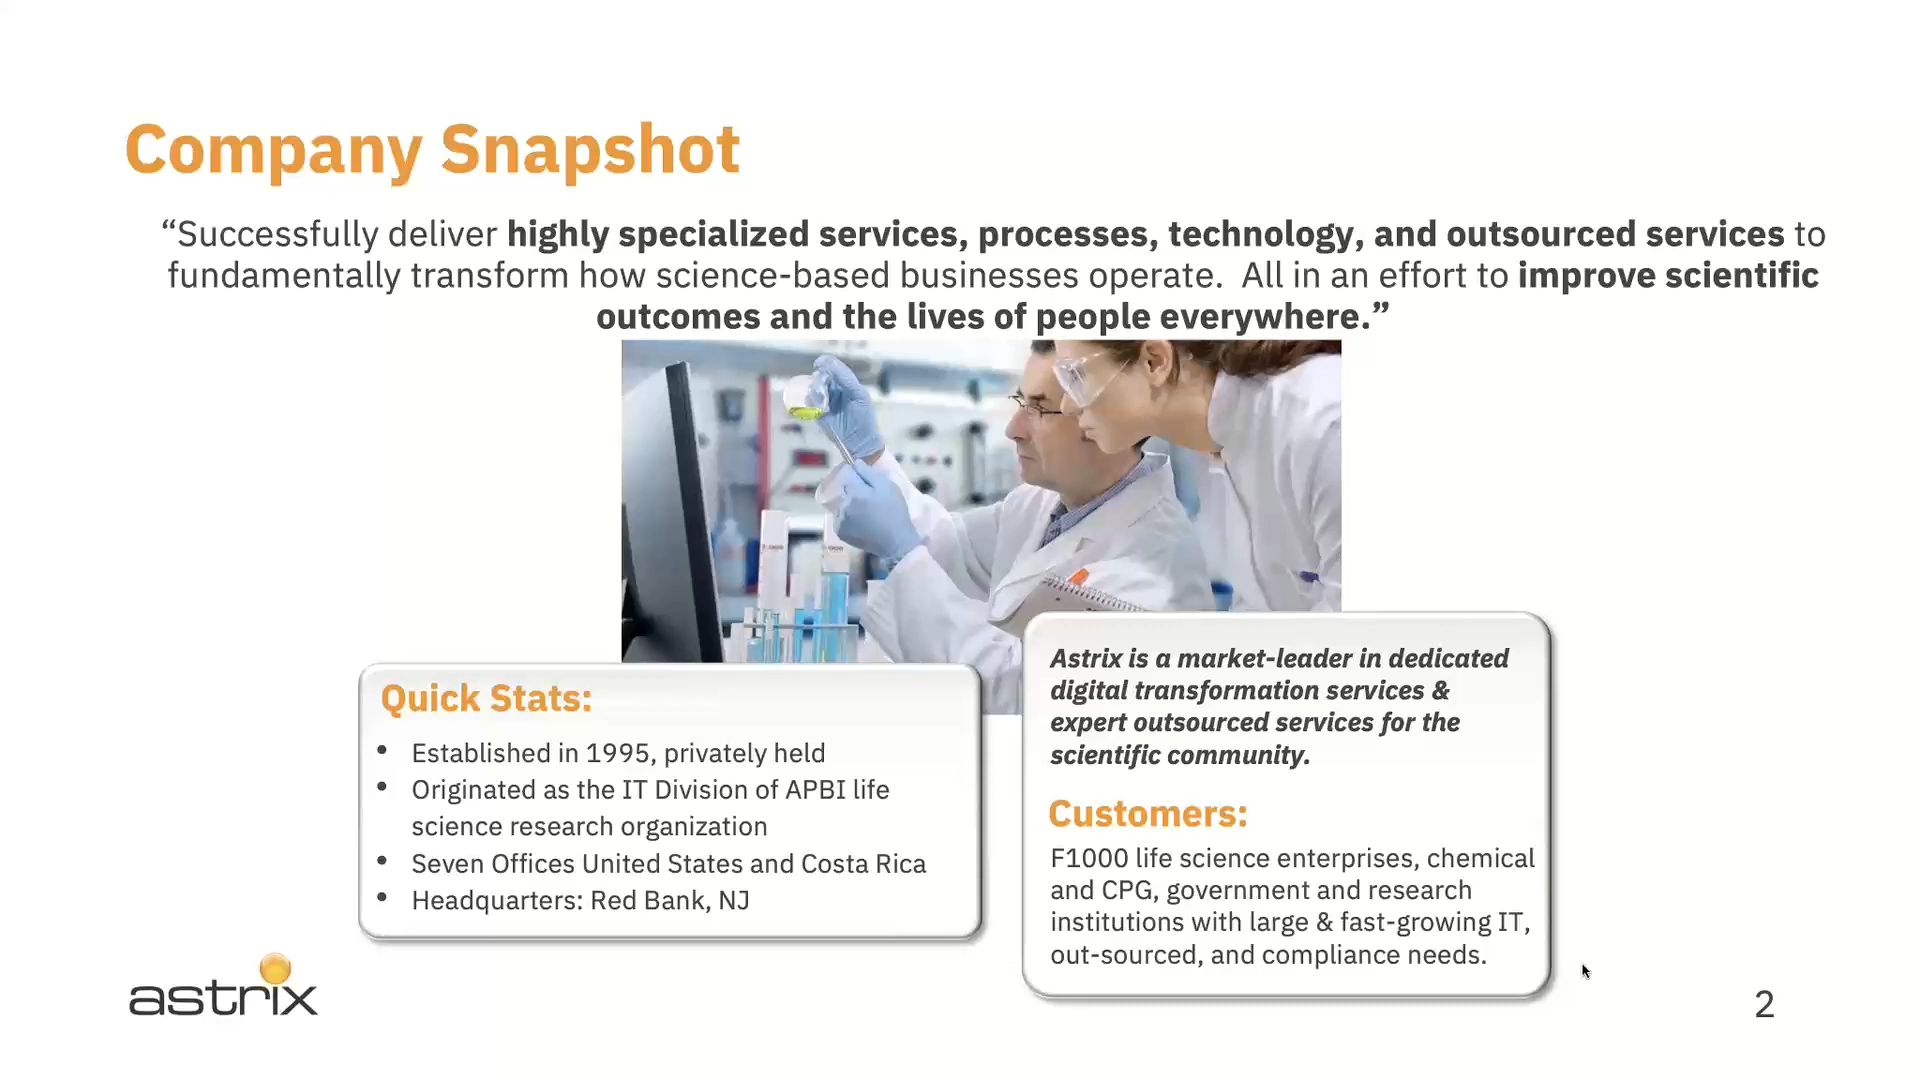 Company Snapshot
“Successfully deliver highly specialized services, processes, technology, and outsourced services to
fundamentally transform how science-based businesses operate.  All in an effort to improve scientific
outcomes and the lives of people everywhere.”
Quick Stats:
• Established in 1995, privately held
• Originated as the IT Division of APBI life
science research organization
• Seven Offices United States and Costa Rica
• Headquarters: Red Bank, NJ
Astrix is a market-leader in dedicated
digital transformation services &
expert outsourced services for the
scientific community.
Customers:
F1000 life science enterprises, chemical
and CPG, government and research
institutions with large & fast-growing IT,
out-sourced, and compliance needs.
astrix
2